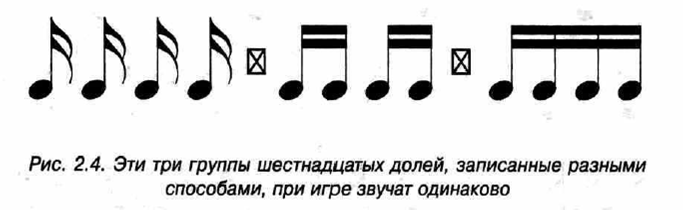 Рис. 2.4. Эти три группы шестнадцатых долей, записанные разными
способами, при игре звучат одинаково